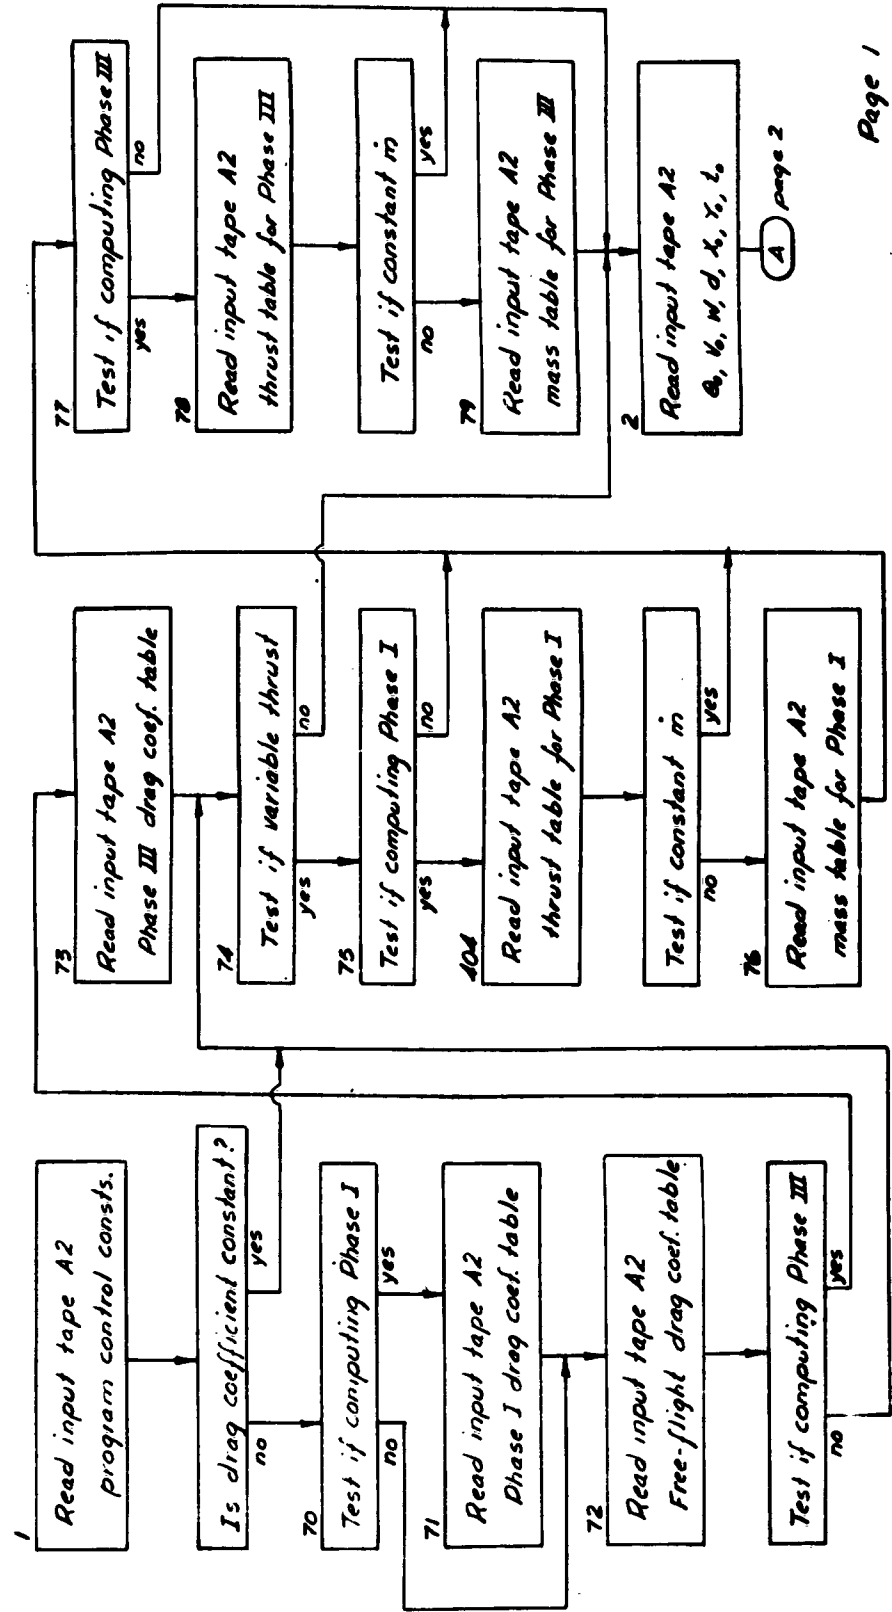 1
Read input tape A2
program control consts.
Is drag coefficient constant?
no
yes
70
Test if computing Phase I
no
yes
71
Read input tape A2
Phase I drag coef. table
72
Read input tape A2
Free-flight drag coef. table
Test if computing Phase III
no
yes
73
Read input tape A2
Phase III drag coef. table
74
Test if variable thrust
yes
no
75
Test if computing Phase I
yes
no
404
Read input tape A2
thrust table for Phase I
Test if constant ṁ
no
yes
76
Read input tape A2
mass table for Phase I
77
Test if computing Phase III
yes
no
78
Read input tape A2
thrust table for Phase III
Test if constant ṁ
no
yes
79
Read input tape A2
mass table for Phase III
2
Read input tape A2
θ₀, V₀, W, d, X₀, Y₀, t₀
A
page 2
Page 1